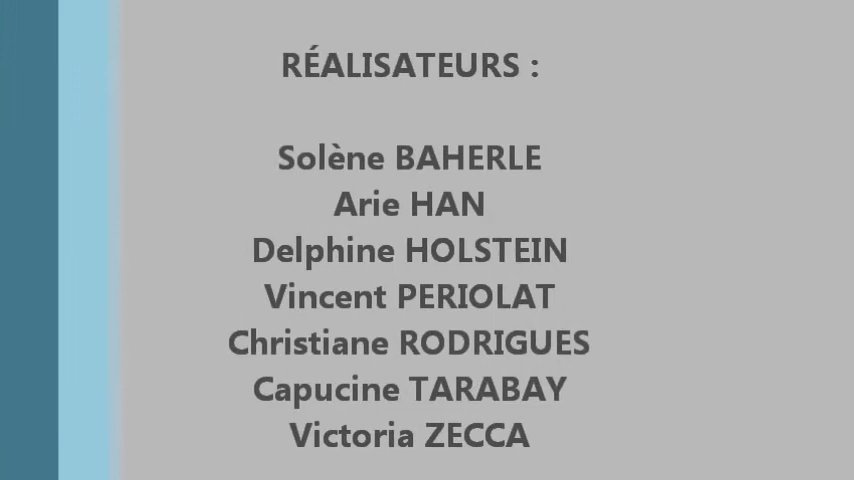 RÉALISATEURS :
Solène BAHERLE
Arie HAN
Delphine HOLSTEIN
Vincent PERIOLAT
Christiane RODRIGUES
Capucine TARABAY
Victoria ZECCA